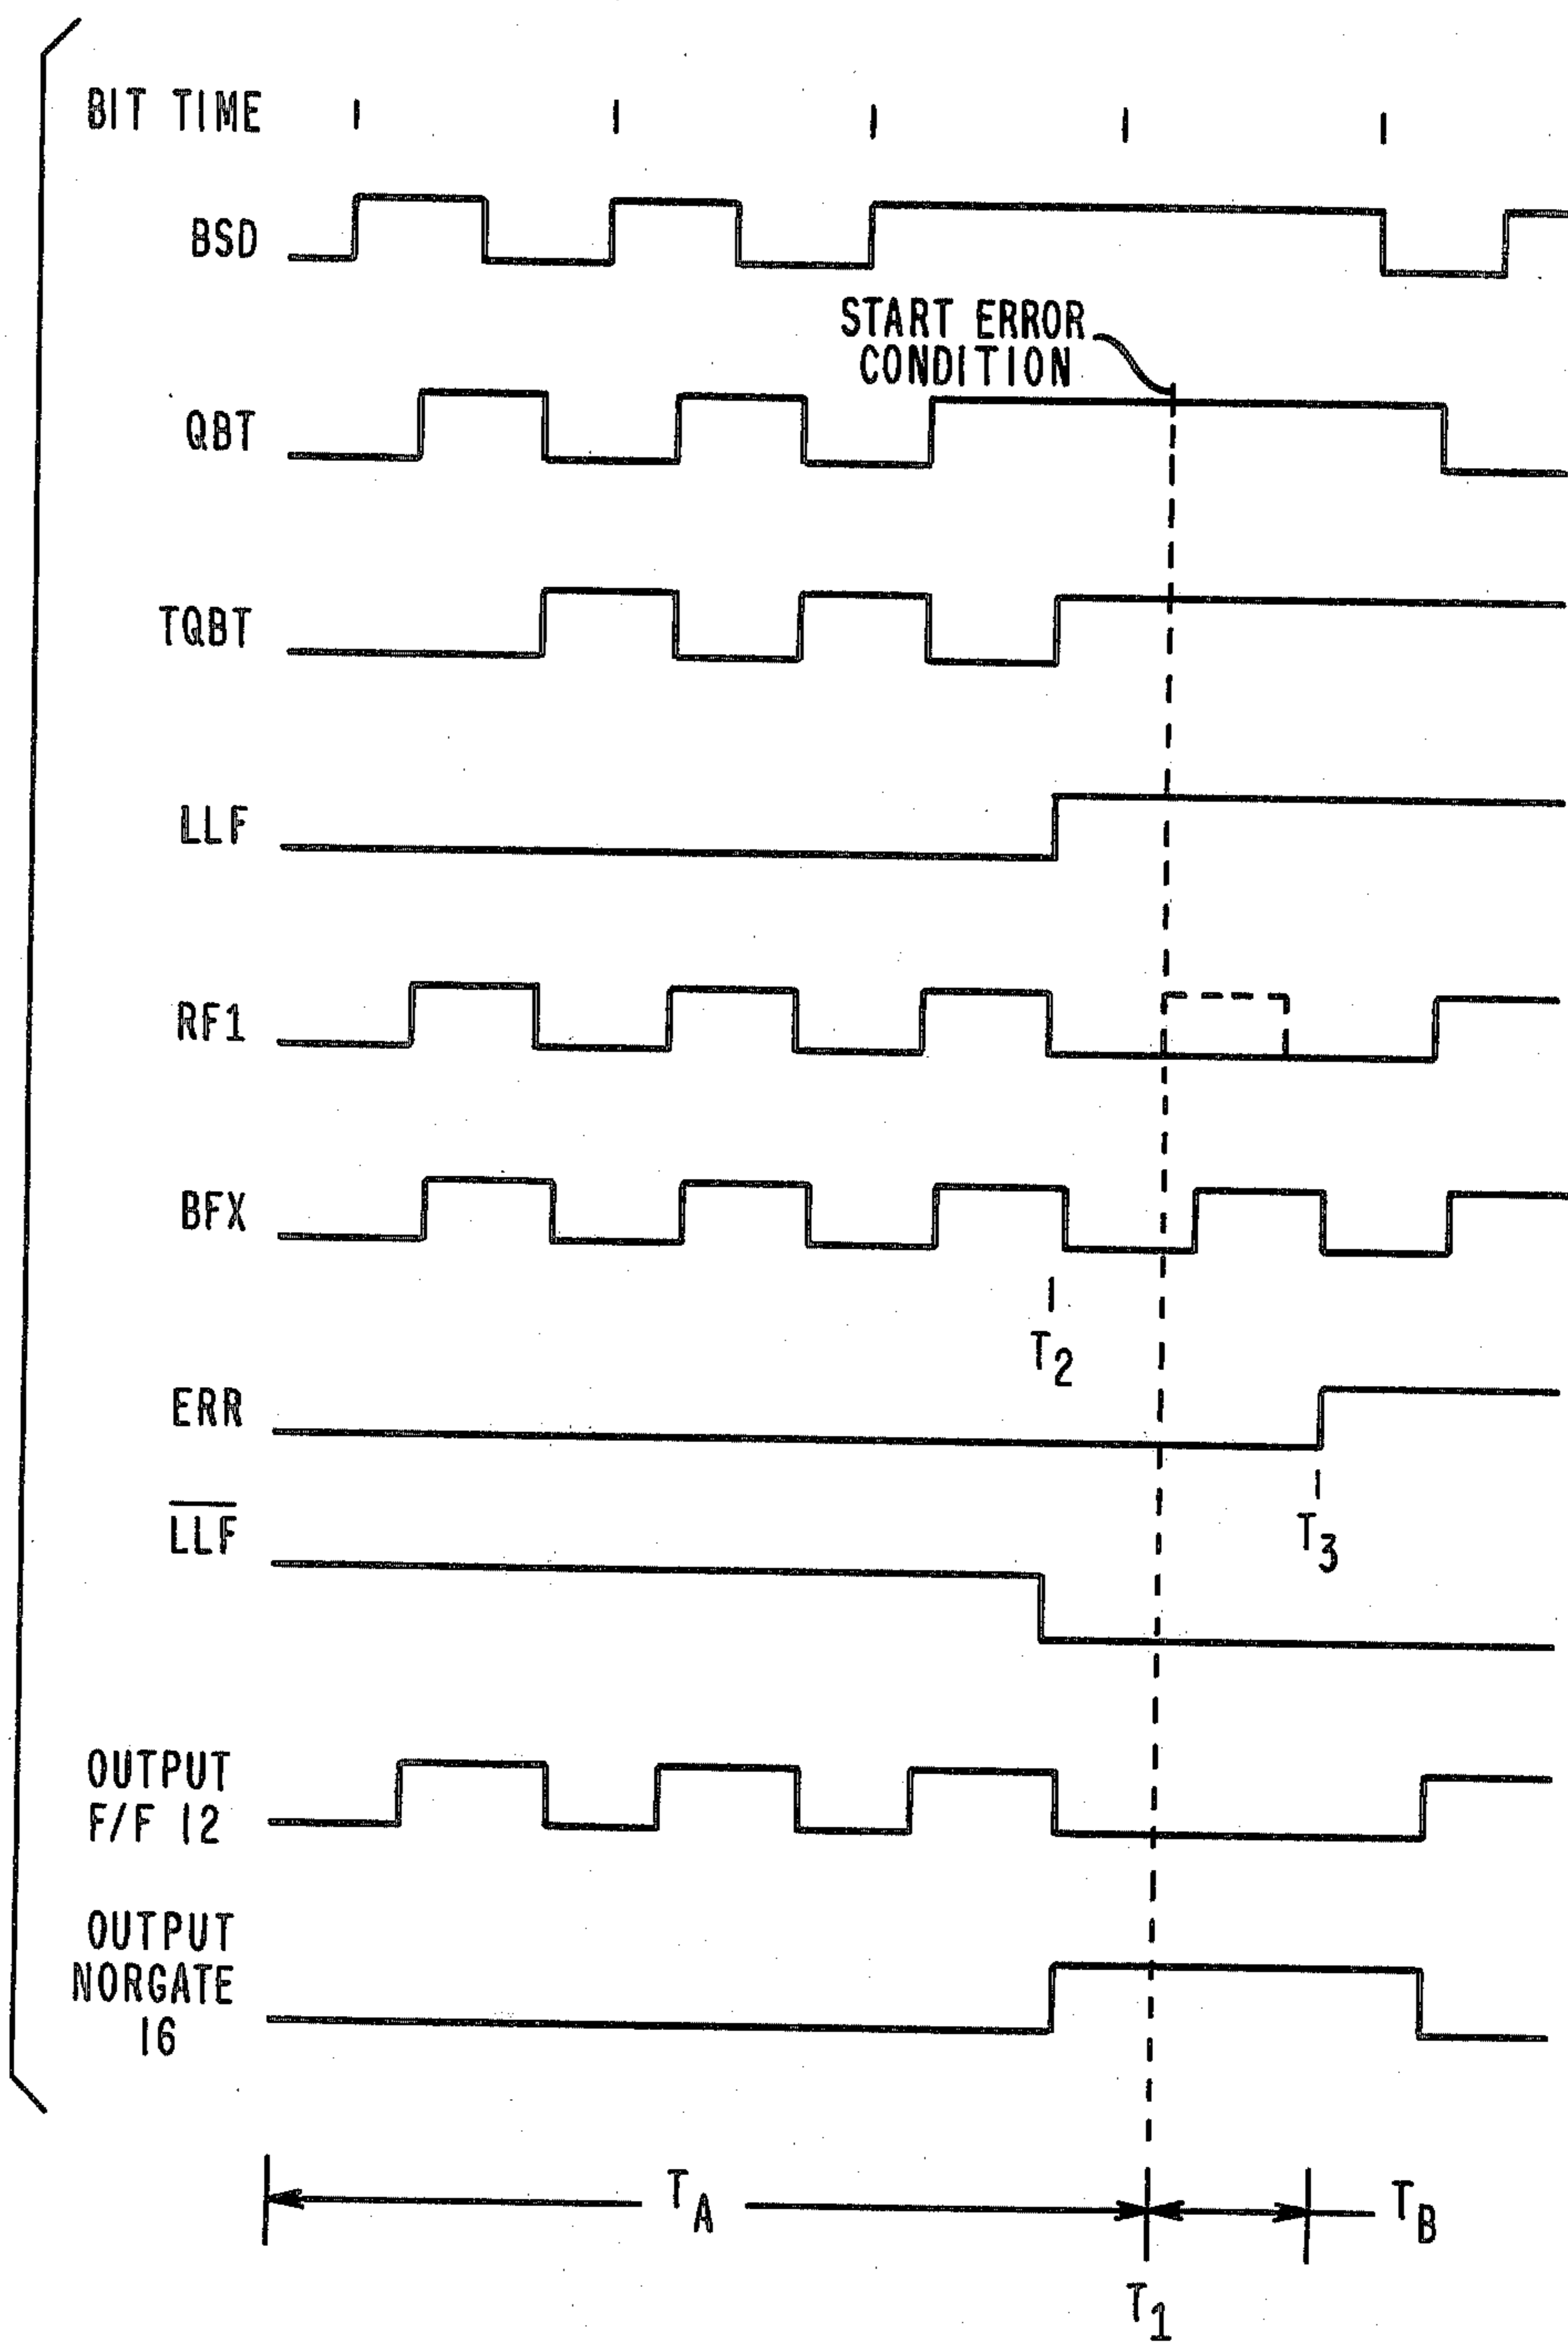 BIT TIME
BSD
START ERROR
CONDITION
QBT
TQBT
LLF
RF1
BFX
T2
ERR
T3
L̅L̅F̅
OUTPUT
F/F 12
OUTPUT
NORGATE
16
TA
TB
T1